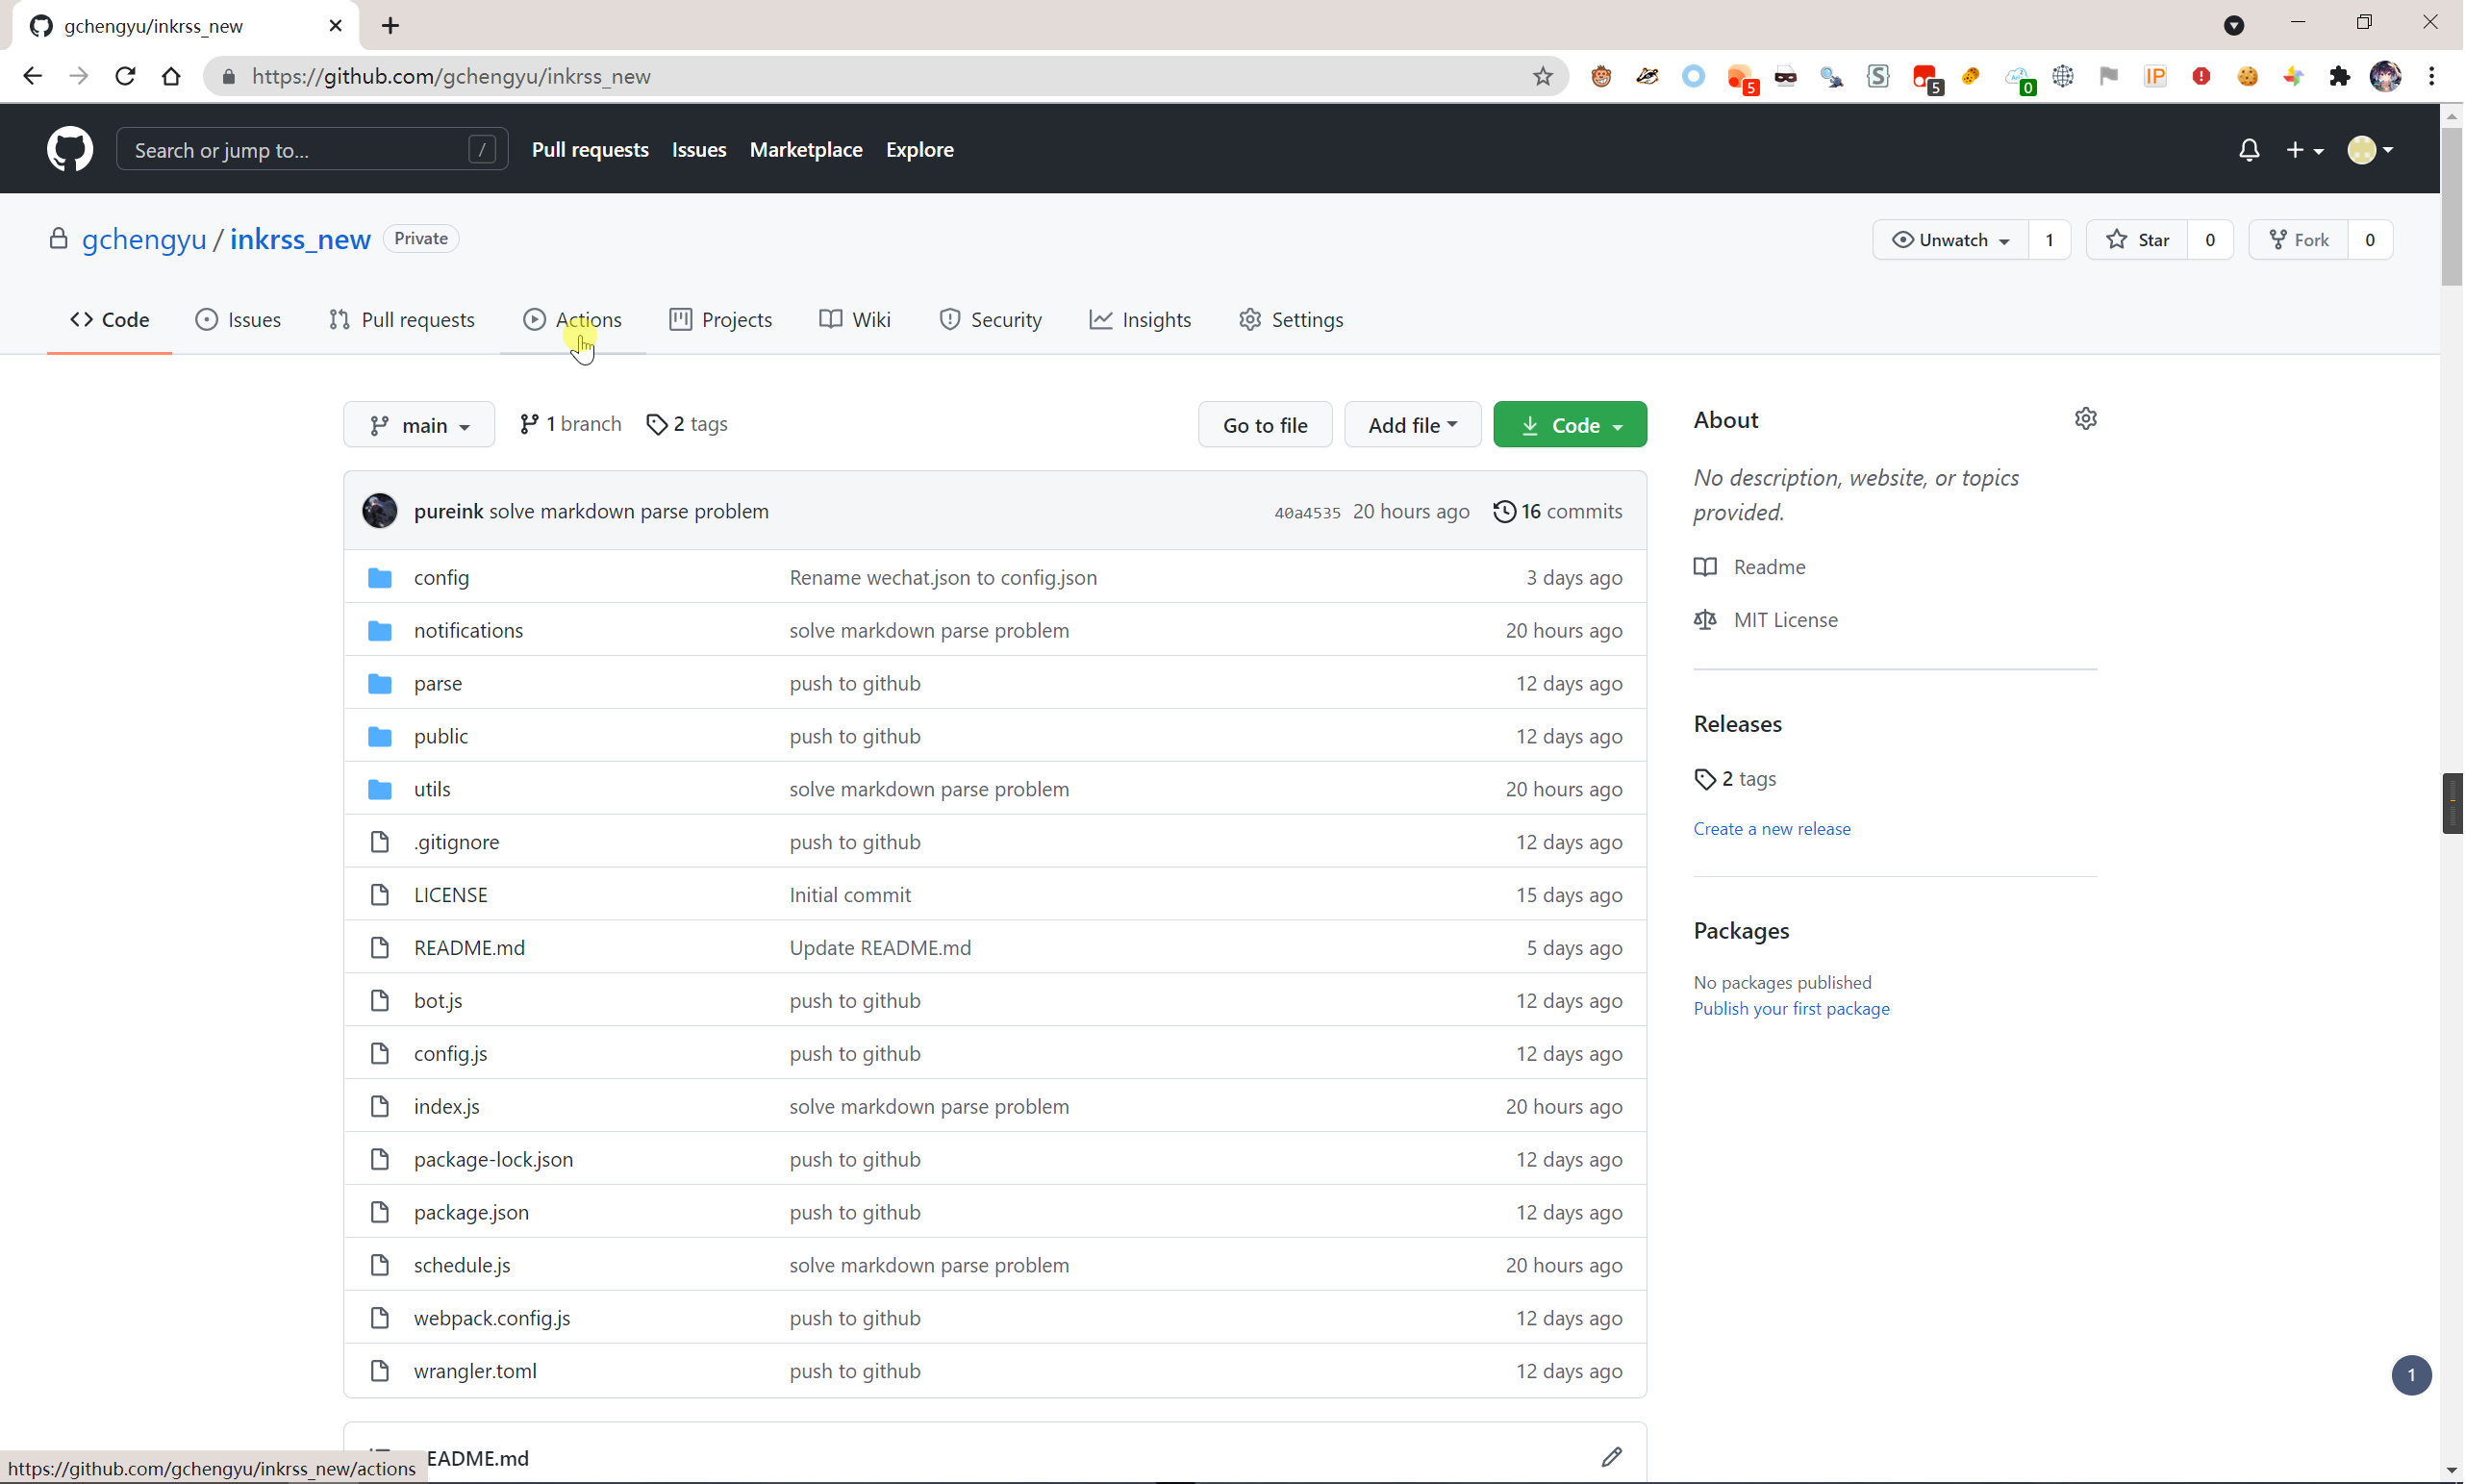 gchengyu/inkrss_new
https://github.com/gchengyu/inkrss_new
5
5
0
IP
Search or jump to... /
Pull requests Issues Marketplace Explore
gchengyu / inkrss_new Private
Unwatch 1 Star 0 Fork 0
Code Issues Pull requests Actions Projects Wiki Security Insights Settings
main 1 branch 2 tags Go to file Add file Code
pureink solve markdown parse problem 40a4535 20 hours ago 16 commits
config Rename wechat.json to config.json 3 days ago
notifications solve markdown parse problem 20 hours ago
parse push to github 12 days ago
public push to github 12 days ago
utils solve markdown parse problem 20 hours ago
.gitignore push to github 12 days ago
LICENSE Initial commit 15 days ago
README.md Update README.md 5 days ago
bot.js push to github 12 days ago
config.js push to github 12 days ago
index.js solve markdown parse problem 20 hours ago
package-lock.json push to github 12 days ago
package.json push to github 12 days ago
schedule.js solve markdown parse problem 20 hours ago
webpack.config.js push to github 12 days ago
wrangler.toml push to github 12 days ago
EADME.md
About
No description, website, or topics
provided.
Readme
MIT License
Releases
2 tags
Create a new release
Packages
No packages published
Publish your first package
1
https://github.com/gchengyu/inkrss_new/actions